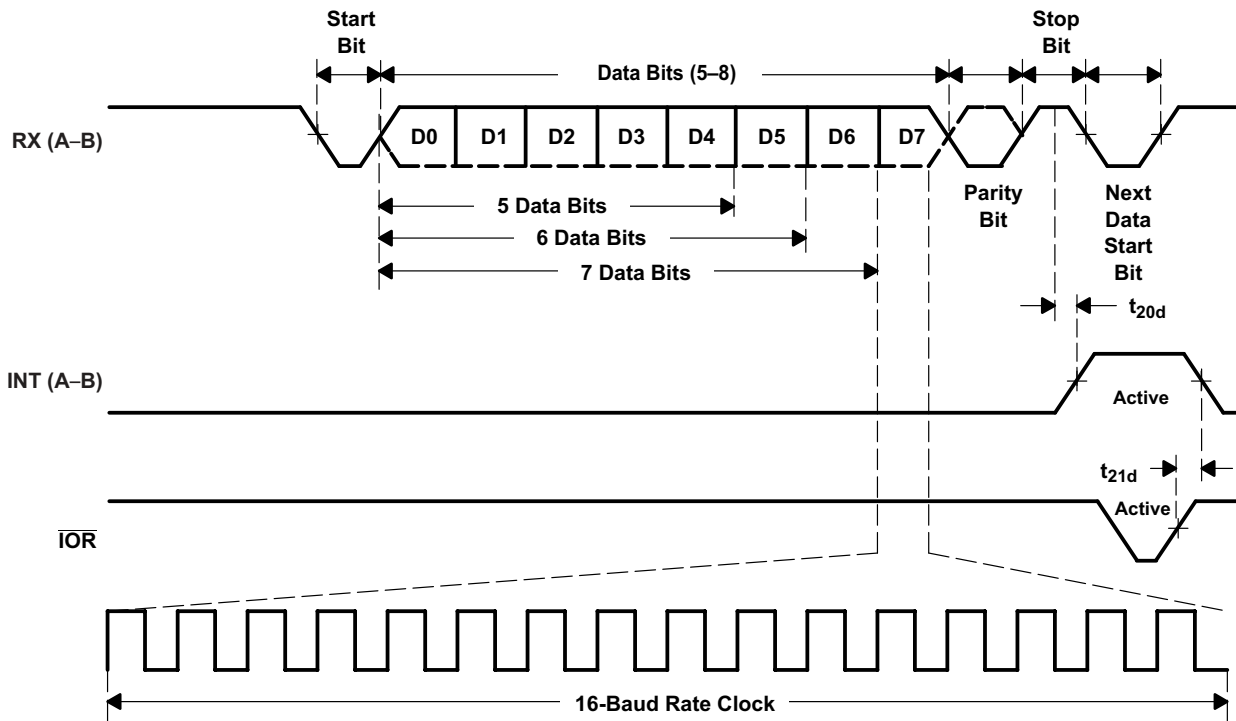 Start
Bit
Stop
Bit
Data Bits (5–8)
RX (A–B)
D0 D1 D2 D3 D4 D5 D6 D7
5 Data Bits
6 Data Bits
7 Data Bits
Parity
Bit
Next
Data
Start
Bit
t20d
INT (A–B)
Active
t21d
Active
IOR
16-Baud Rate Clock